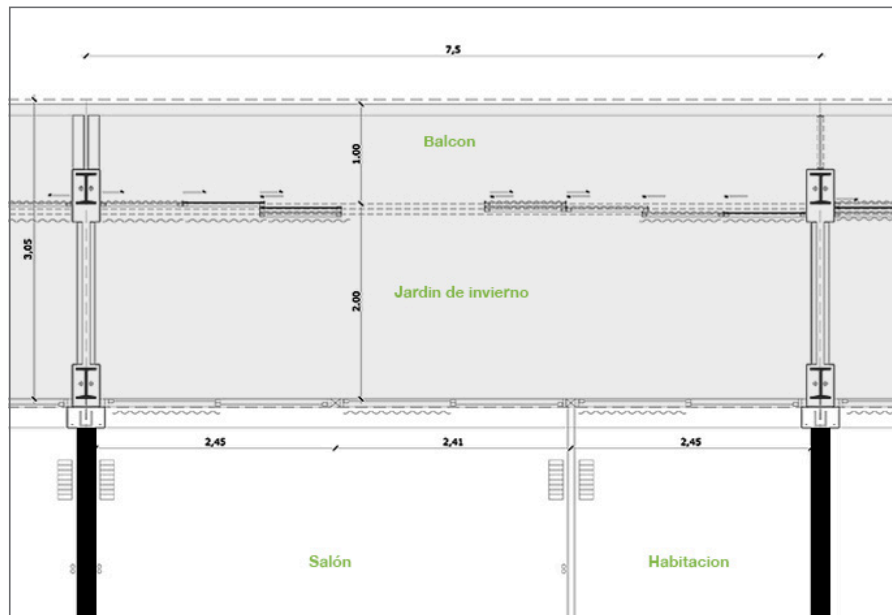 7,5
Balcon
1.00
3,05
Jardin de invierno
2.00
2,45
2,41
2,45
Salón
Habitacion